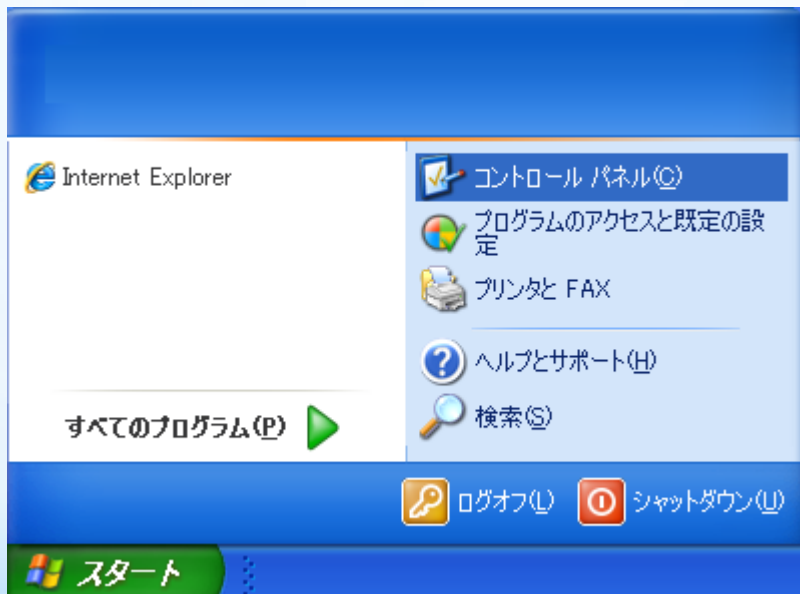 Internet Explorer
すべてのプログラム(P)
コントロール パネル(C)
プログラムのアクセスと既定の設
定
プリンタと FAX
ヘルプとサポート(H)
検索(S)
ログオフ(L)
シャットダウン(U)
スタート